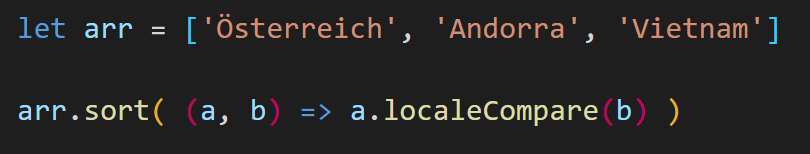 let arr = ['Österreich', 'Andorra', 'Vietnam']
arr.sort( (a, b) => a.localeCompare(b) )